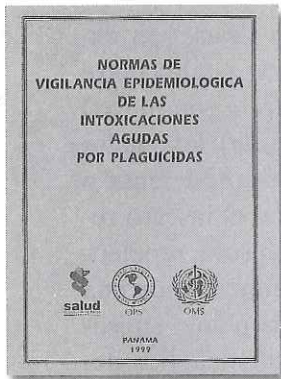 NORMAS DE
VIGILANCIA EPIDEMIOLOGICA
DE LAS
INTOXICACIONES
AGUDAS
POR PLAGUICIDAS
salud
OPS
OMS
PANAMA
1999